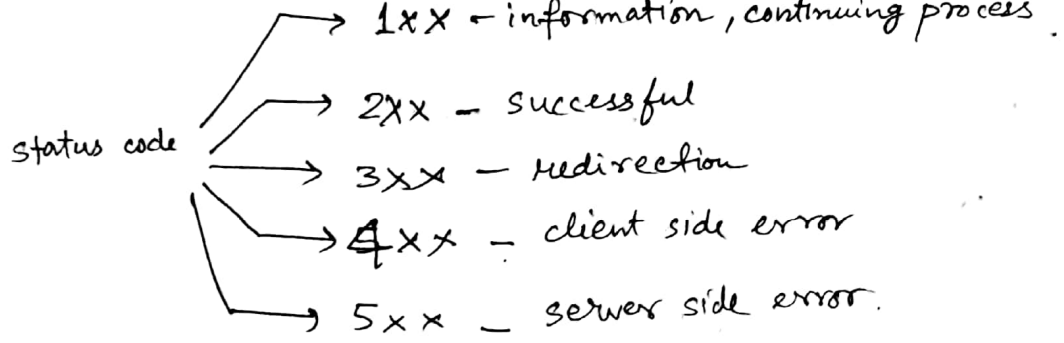 1xx - information, continuing process.
2xx - successful
status code
3xx - redirection
4xx - client side error
5xx - server side error.